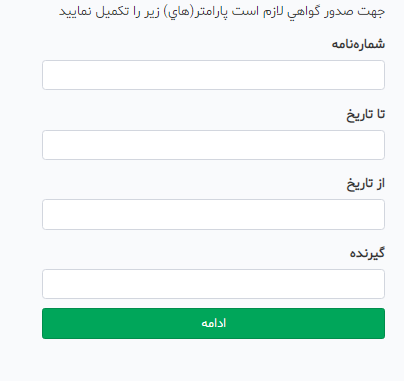 جهت صدور گواهي لازم است پارامتر(هاي) زير را تكميل نماييد
شماره‌نامه
تا تاریخ
از تاریخ
گیرنده
ادامه